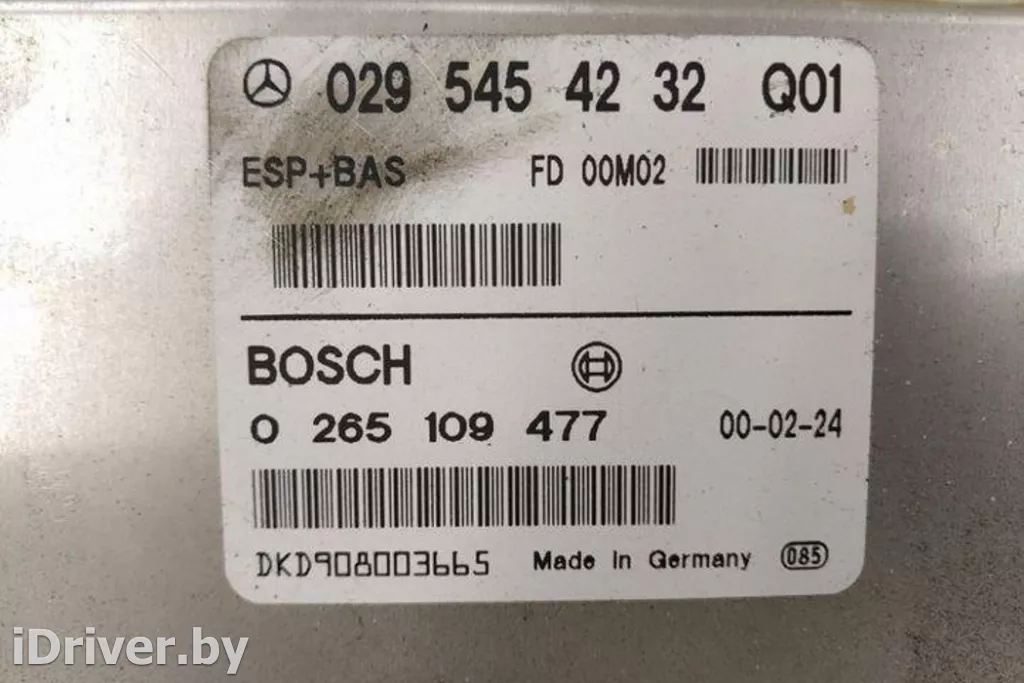 029 545 42 32 Q01
ESP+BAS FD 00M02
BOSCH
0 265 109 477 00-02-24
DKD908003665 Made In Germany 085
iDriver.by